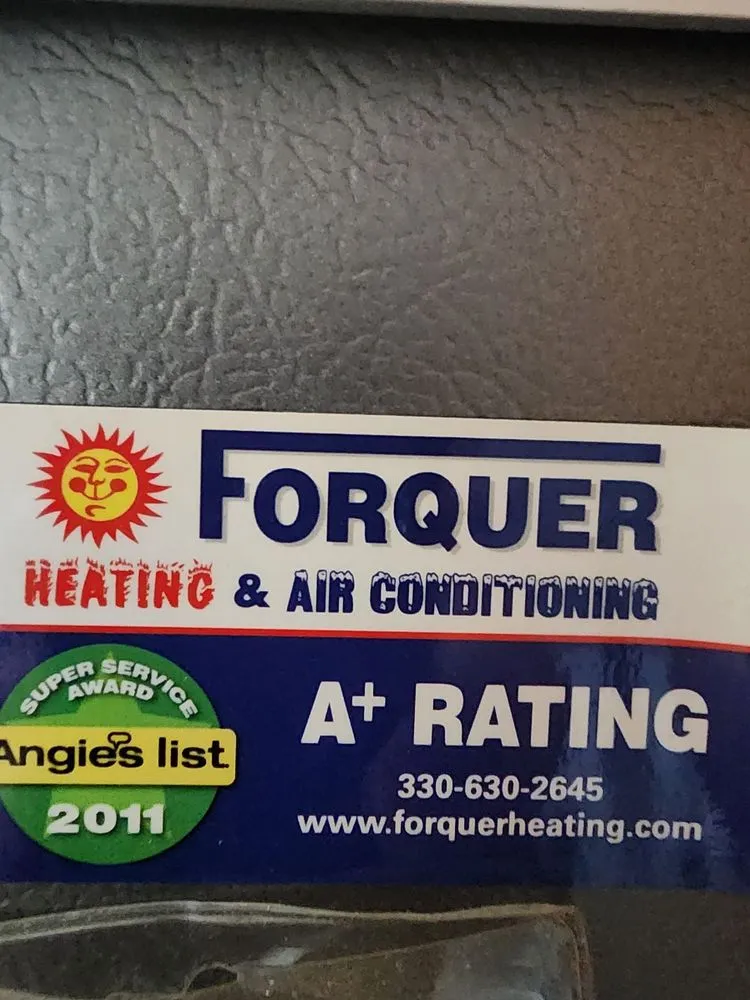 FORQUER
HEATING & AIR CONDITIONING
SUPER SERVICE
AWARD
Angie's list
2011
A+ RATING
330-630-2645
www.forquerheating.com